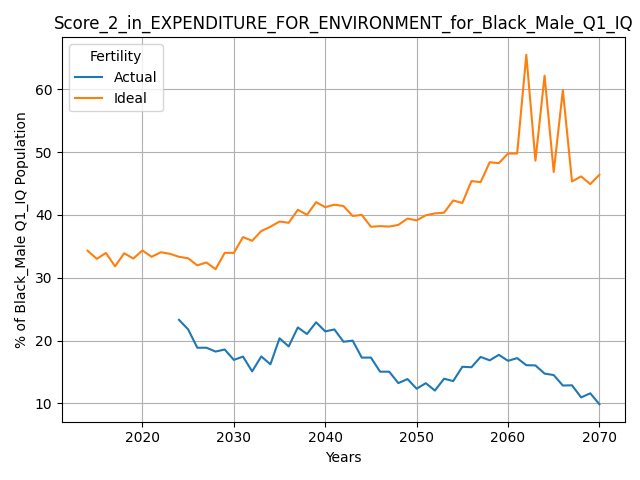 Score_2_in_EXPENDITURE_FOR_ENVIRONMENT_for_Black_Male_Q1_IQ
Fertility
Actual
Ideal
% of Black_Male Q1_IQ Population
60
50
40
30
20
10
2020 2030 2040 2050 2060 2070
Years